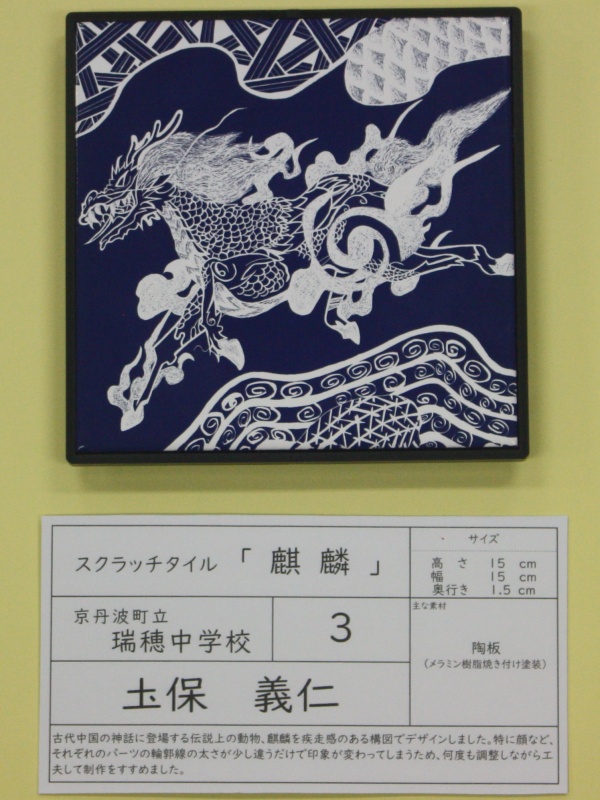 スクラッチタイル 「麒麟」
京丹波町立
瑞穂中学校
3
圡保 義仁
・ サイズ
高さ 15 cm
幅 15 cm
奥行き 1.5 cm
主な素材
陶板
(メラミン樹脂焼き付け塗装)
古代中国の神話に登場する伝説上の動物、麒麟を疾走感のある構図でデザインしました。特に顔など、
それぞれのパーツの輪郭線の太さが少し違うだけで印象が変わってしまうため、何度も調整しながら工
夫して制作をすすめました。